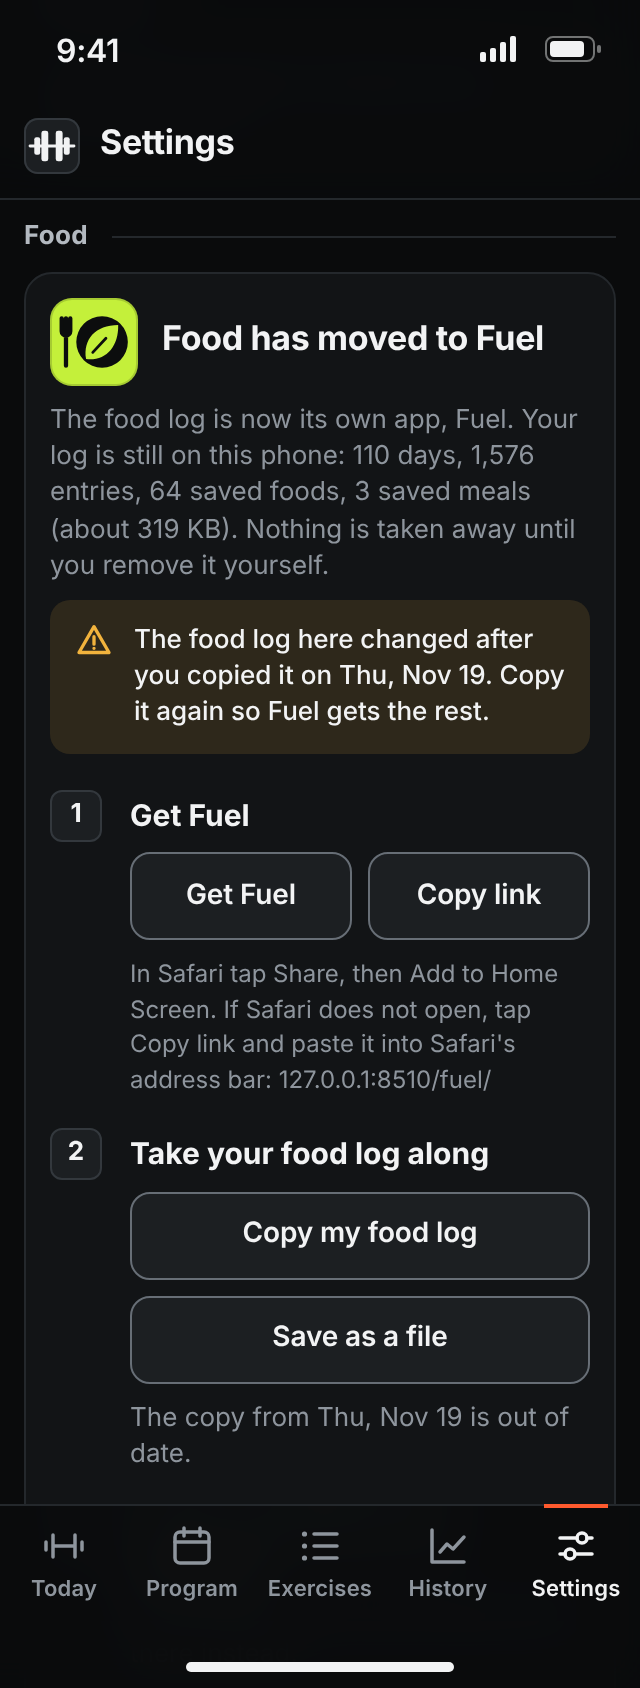 9:41
Settings
Food
Food has moved to Fuel
The food log is now its own app, Fuel. Your
log is still on this phone: 110 days, 1,576
entries, 64 saved foods, 3 saved meals
(about 319 KB). Nothing is taken away until
you remove it yourself.
The food log here changed after
you copied it on Thu, Nov 19. Copy
it again so Fuel gets the rest.
1
Get Fuel
Get Fuel
Copy link
In Safari tap Share, then Add to Home
Screen. If Safari does not open, tap
Copy link and paste it into Safari's
address bar: 127.0.0.1:8510/fuel/
2
Take your food log along
Copy my food log
Save as a file
The copy from Thu, Nov 19 is out of
date.
Today
Program
Exercises
History
Settings